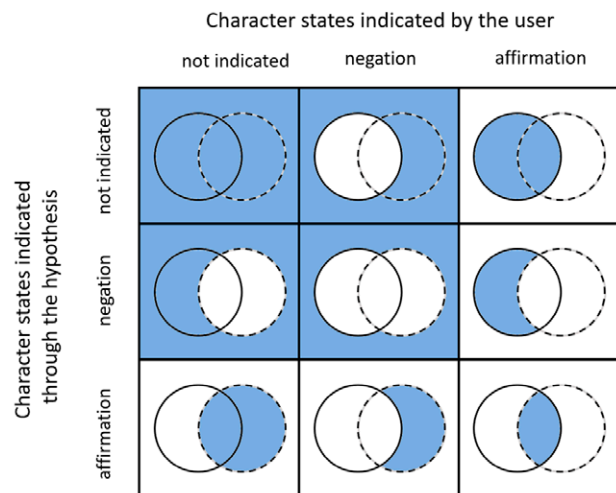 Character states indicated by the user
not indicated
negation
affirmation
Character states indicated
through the hypothesis
not indicated
negation
affirmation